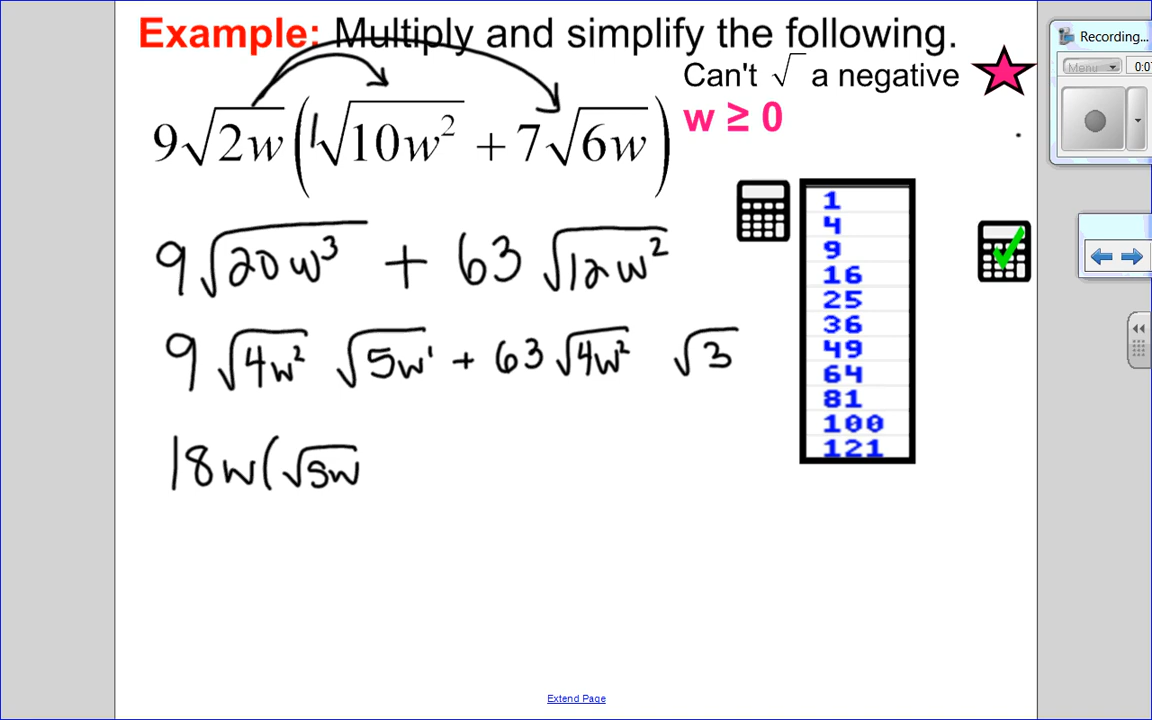 Example: Multiply and simplify the following.
Can't √ a negative
w ≥ 0
9√2w(1√10w² + 7√6w)
9√20w³ + 63√12w²
9√4w² √5w¹ + 63√4w² √3
18w(√5w
1
4
9
16
25
36
49
64
81
100
121
Recording...
Menu
0:0
Extend Page